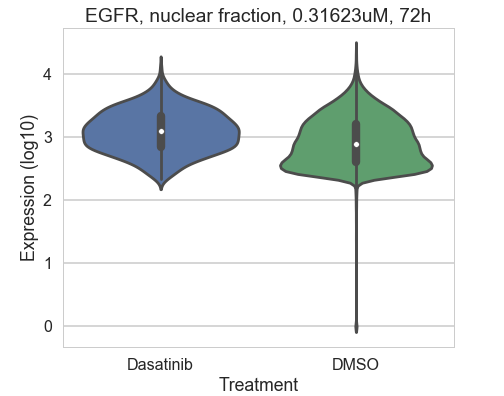 EGFR, nuclear fraction, 0.31623uM, 72h
Expression (log10)
4
3
2
1
0
Dasatinib
DMSO
Treatment